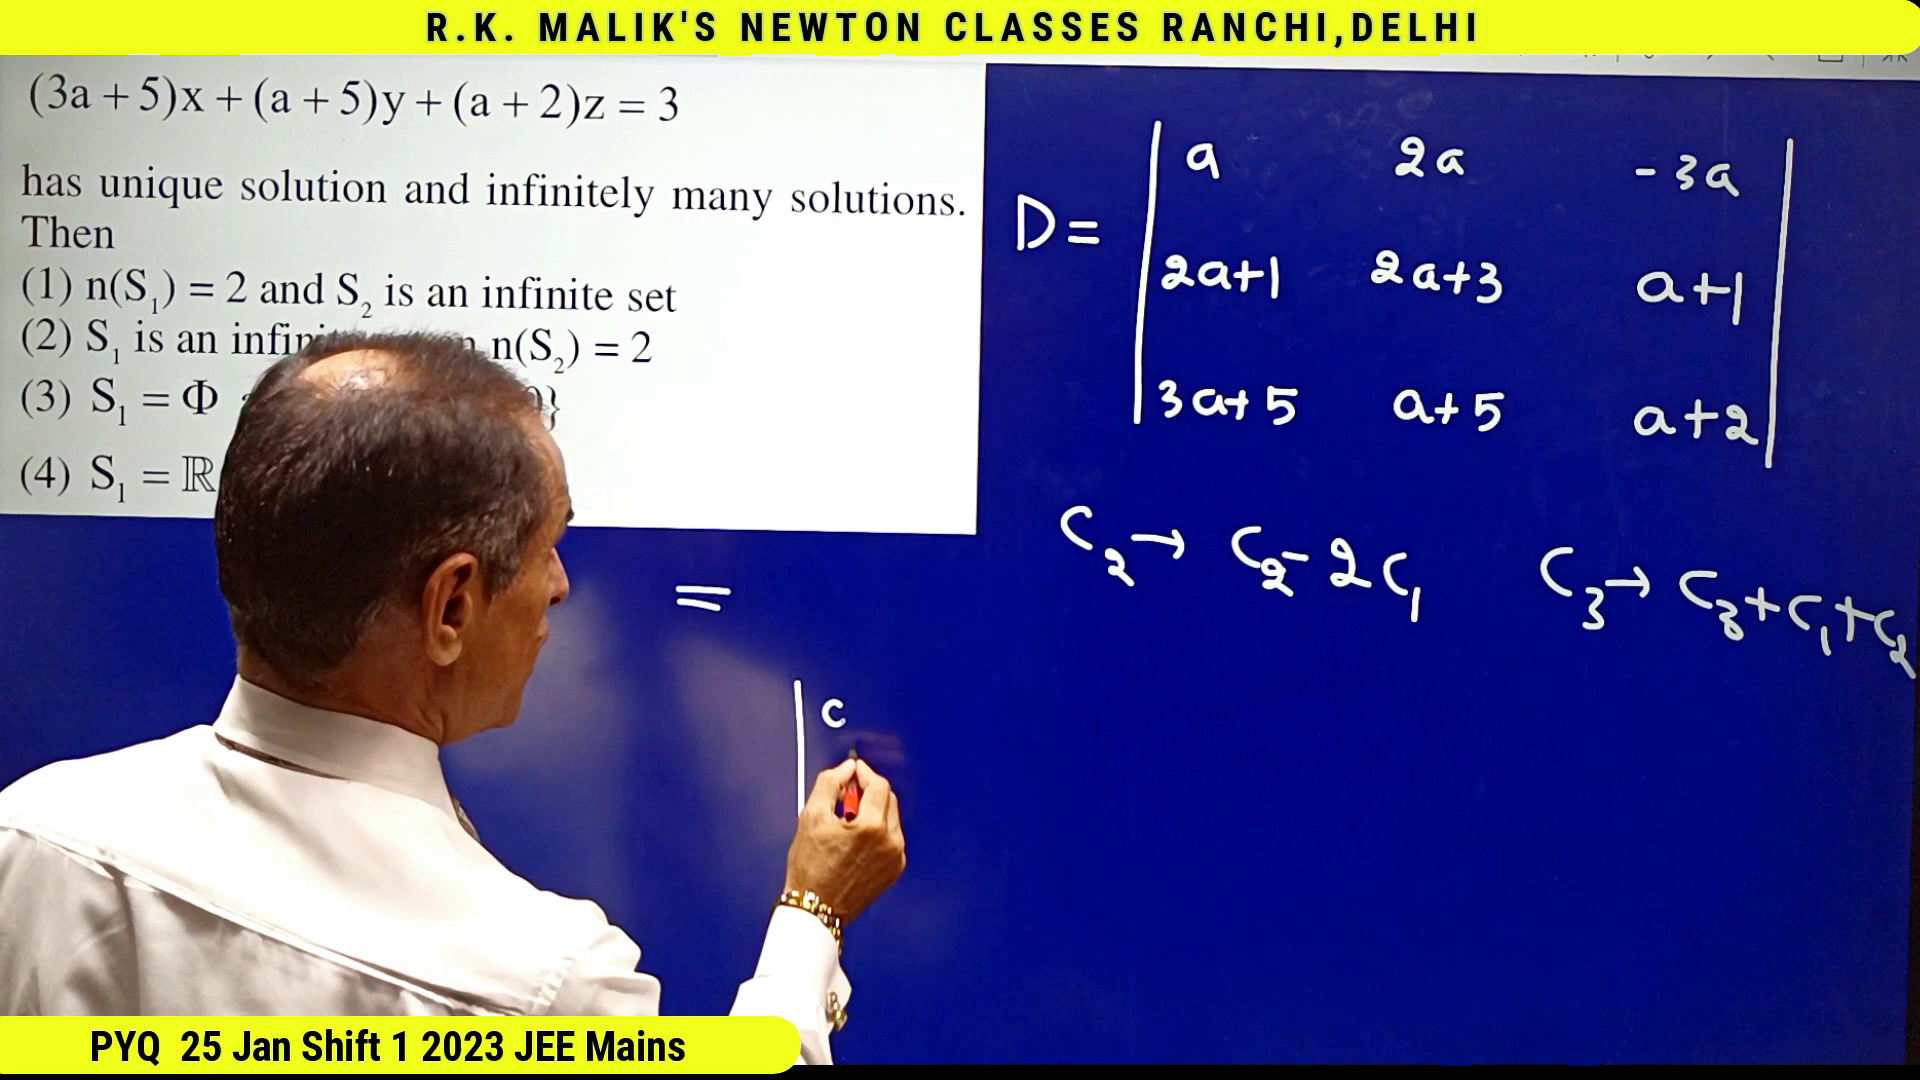 R.K. MALIK'S NEWTON CLASSES RANCHI,DELHI
(3a + 5)x + (a + 5)y + (a + 2)z = 3
has unique solution and infinitely many solutions.
Then
(1) n(S₁) = 2 and S₂ is an infinite set
(2) S₁ is an n(S₂) = 2
(3) S₁ = Φ }
(4) S₁ = ℝ
D = | a 2a -3a |
| 2a+1 2a+3 a+1 |
| 3a+5 a+5 a+2 |
C₂ → C₂ - 2C₁ C₃ → C₃ + C₁ + C₂
=
| c
PYQ 25 Jan Shift 1 2023 JEE Mains